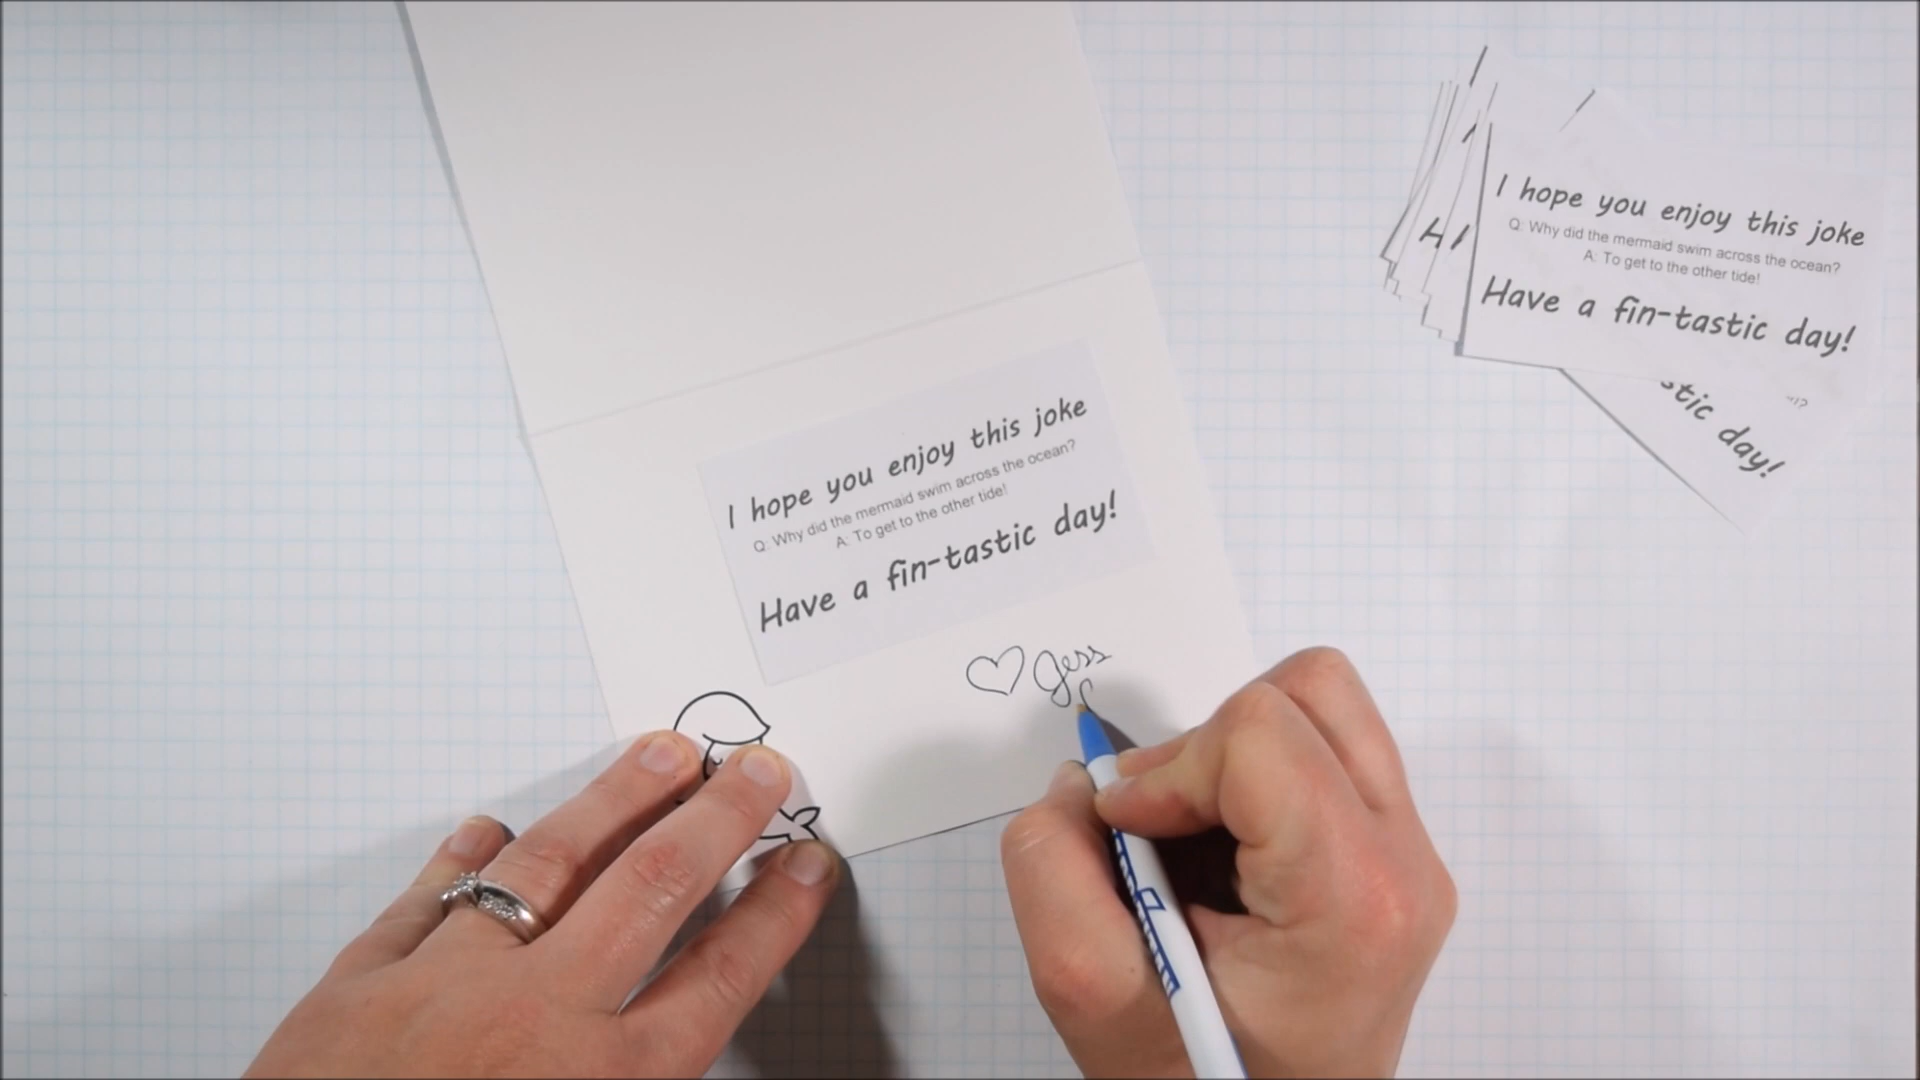 I hope you enjoy this joke
Q: Why did the mermaid swim across the ocean?
A: To get to the other tide!
Have a fin-tastic day!
♡ Jess
I hope you enjoy this joke
Q: Why did the mermaid swim across the ocean?
A: To get to the other tide!
Have a fin-tastic day!
stic day!